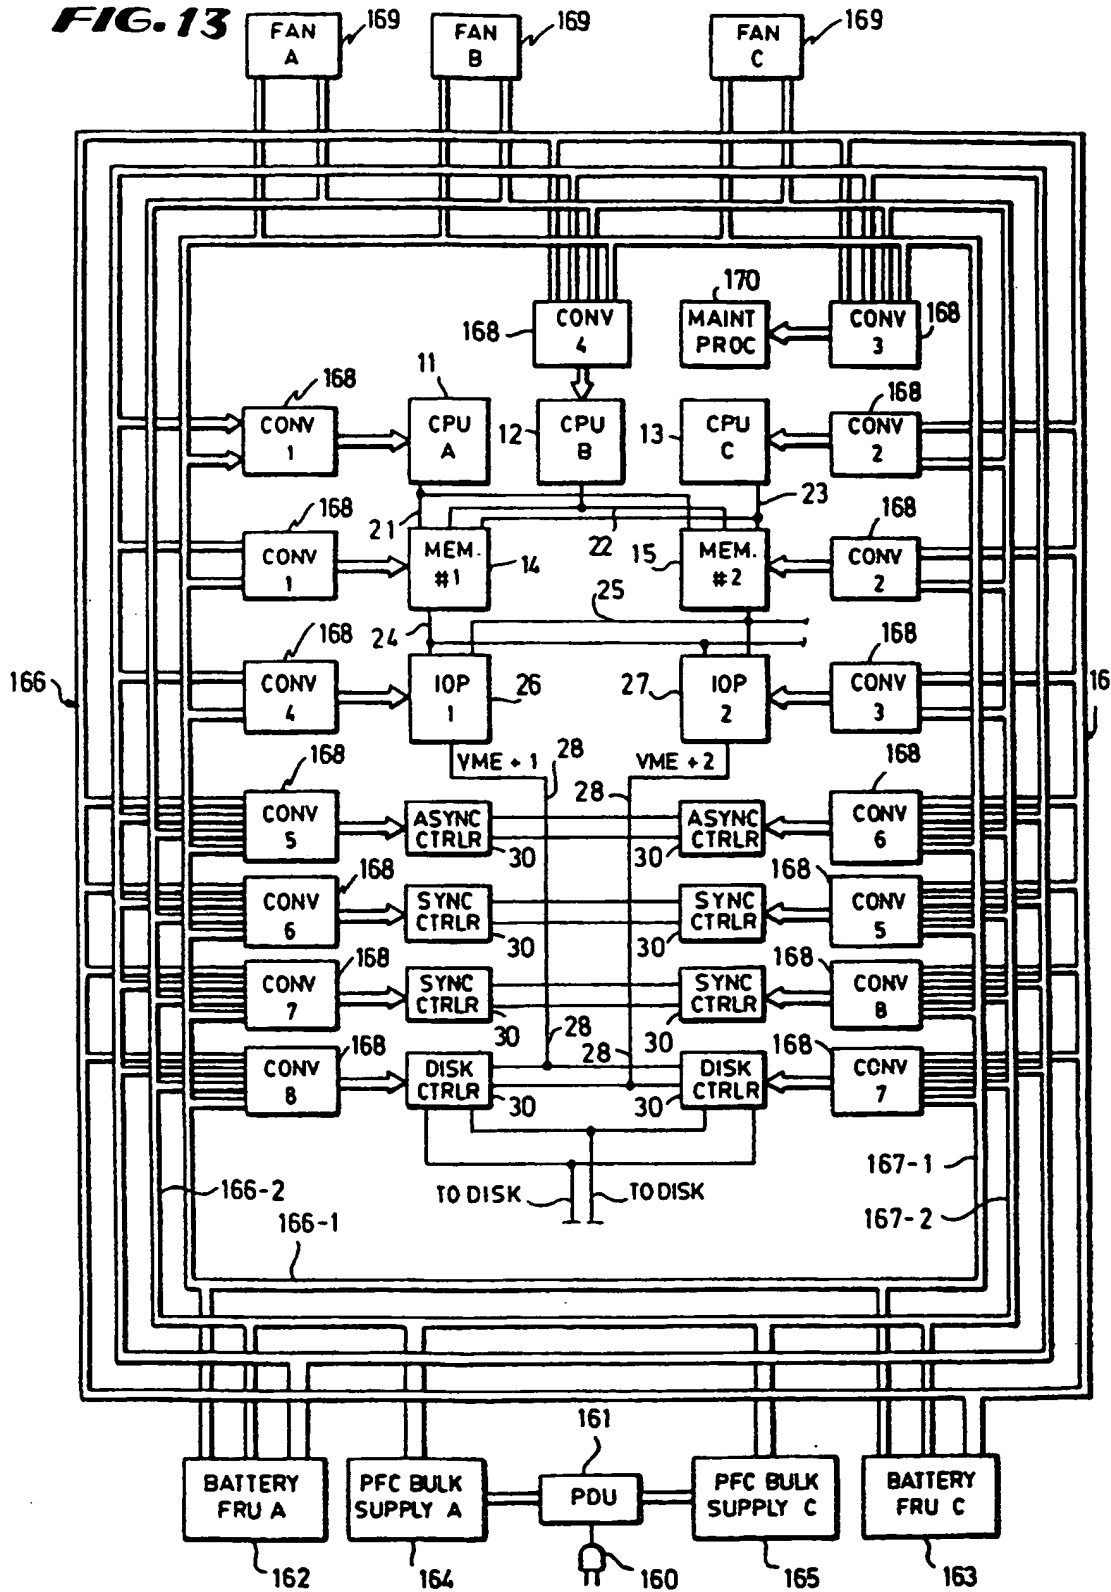 FIG. 13
FAN A
169
FAN B
169
FAN C
169
170
168
CONV 4
MAINT PROC
CONV 3
168
168
11
168
CONV 1
CPU A
12
CPU B
13
CPU C
CONV 2
168
21
22
23
168
CONV 1
MEM. #1
14
15
MEM. #2
CONV 2
25
168
24
168
166
CONV 4
IOP 1
26
27
IOP 2
CONV 3
16
168
VME + 1
28
VME + 2
168
28
CONV 5
ASYNC CTRLR
ASYNC CTRLR
CONV 6
30
30
168
168
CONV 6
SYNC CTRLR
SYNC CTRLR
CONV 5
30
30
168
168
CONV 7
SYNC CTRLR
SYNC CTRLR
CONV 8
30
30
28
28
168
168
CONV 8
DISK CTRLR
DISK CTRLR
CONV 7
30
30
167-1
166-2
TO DISK
TO DISK
167-2
166-1
161
BATTERY FRU A
PFC BULK SUPPLY A
PDU
PFC BULK SUPPLY C
BATTERY FRU C
162
164
160
165
163